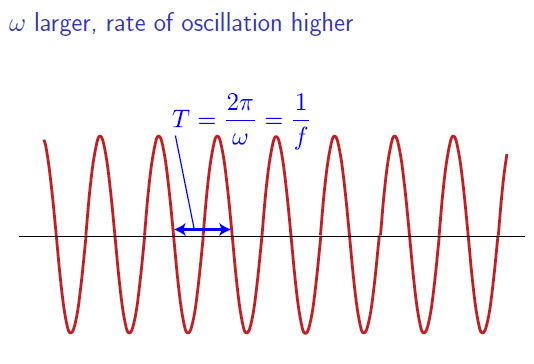 ω larger, rate of oscillation higher
T = 2π/ω = 1/f